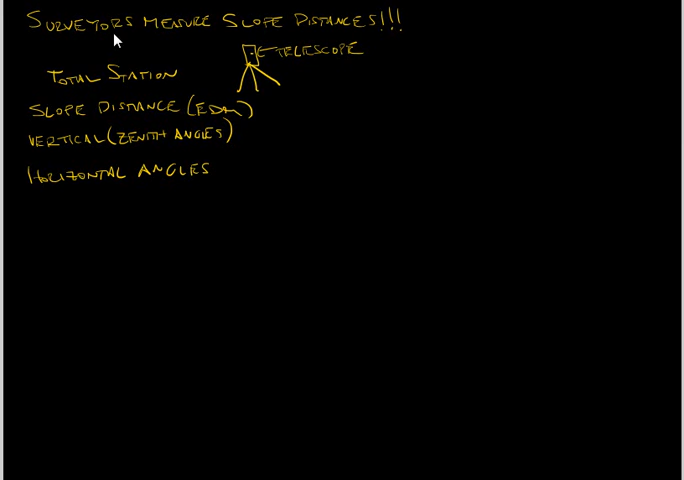 SURVEYORS MEASURE SLOPE DISTANCES!!!
←TELESCOPE
TOTAL STATION
SLOPE DISTANCE (EDM)
VERTICAL (ZENITH ANGLES)
HORIZONTAL ANGLES